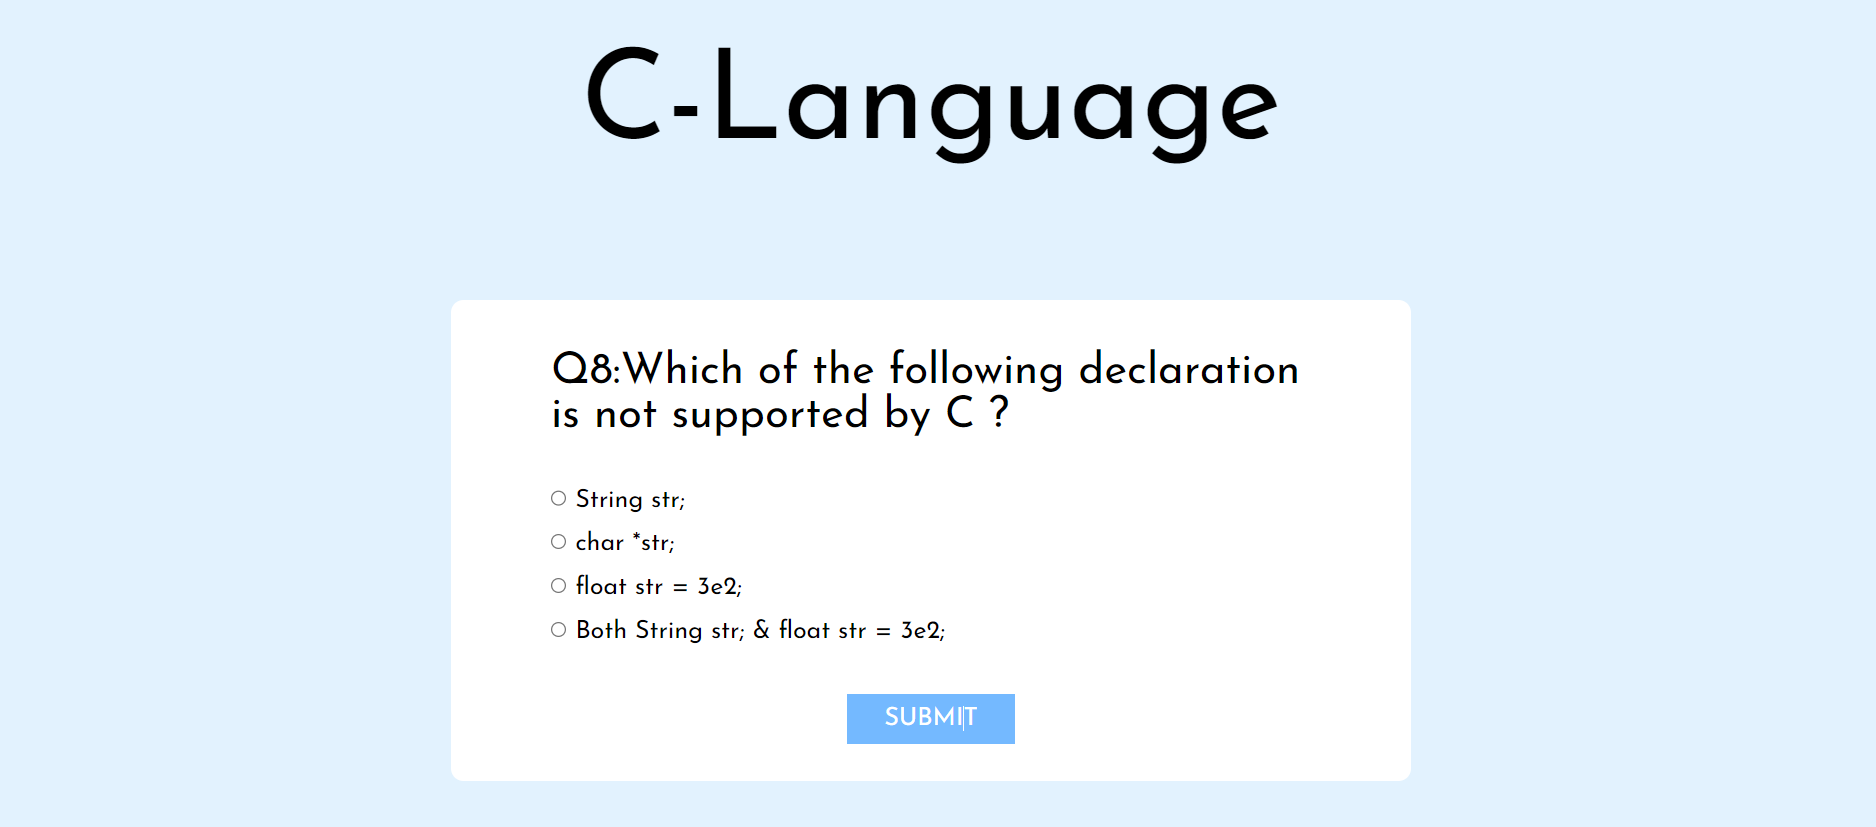 C-Language
Q8:Which of the following declaration
is not supported by C ?
String str;
char *str;
float str = 3e2;
Both String str; & float str = 3e2;
SUBMIT